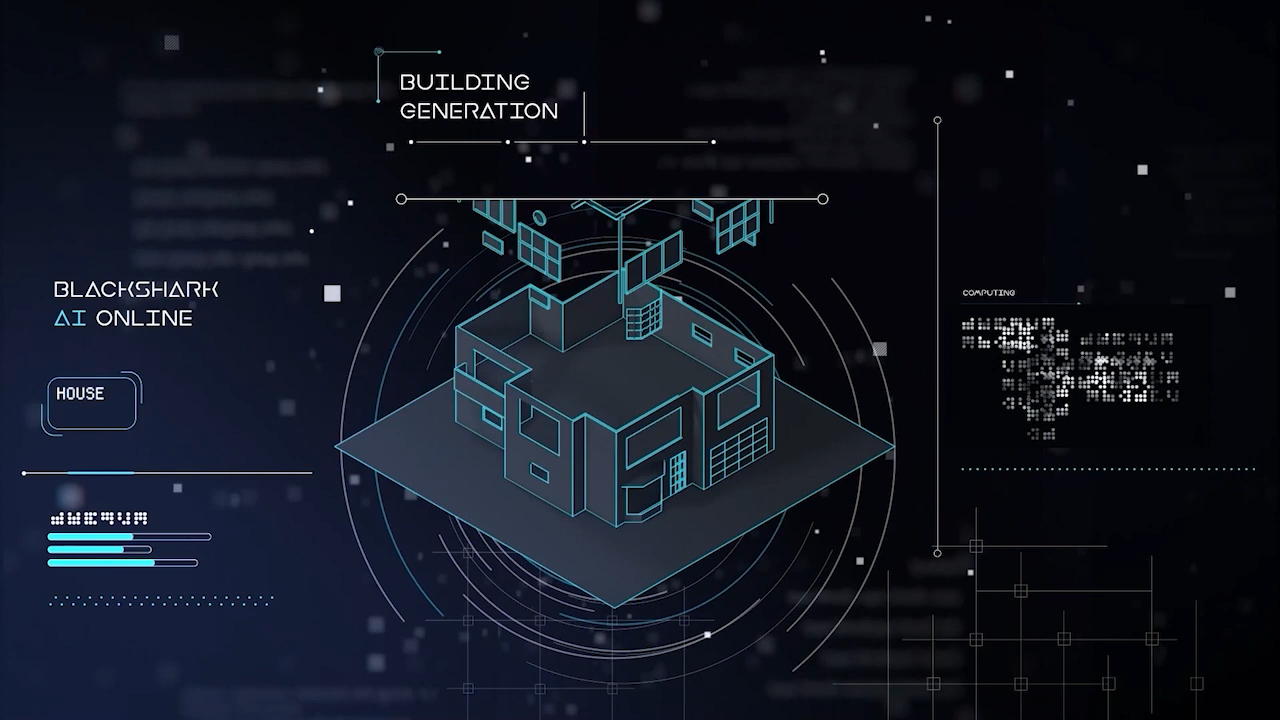 BUILDING
GENERATION
BLACKSHARK
AI ONLINE
HOUSE
COMPUTING